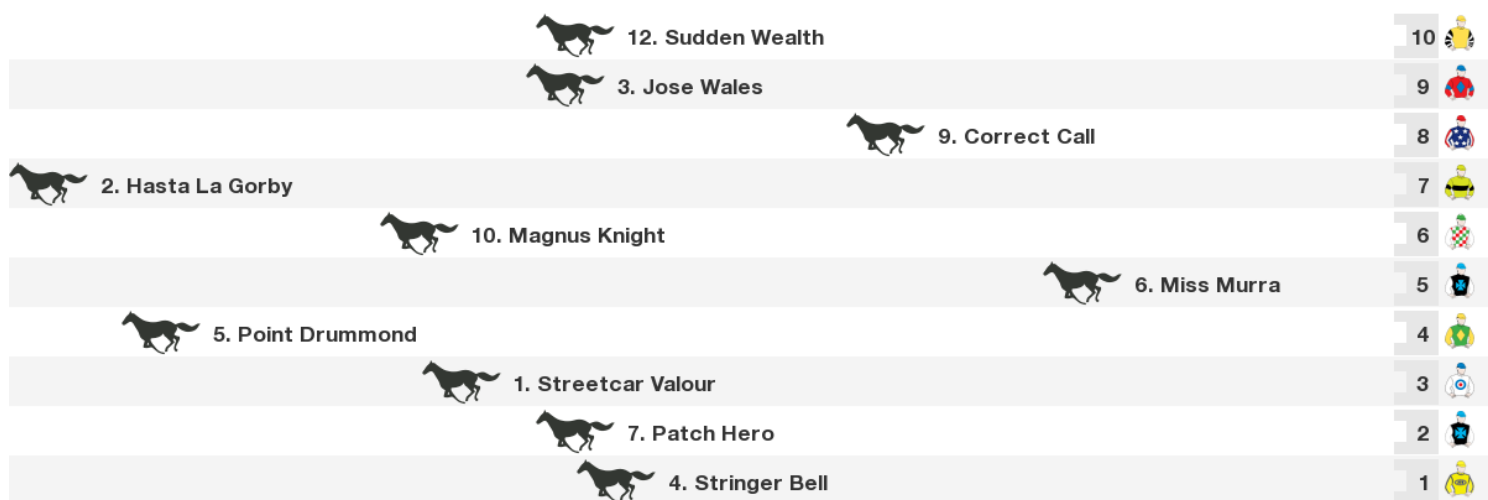 12. Sudden Wealth 10
3. Jose Wales 9
9. Correct Call 8
2. Hasta La Gorby 7
10. Magnus Knight 6
6. Miss Murra 5
5. Point Drummond 4
1. Streetcar Valour 3
7. Patch Hero 2
4. Stringer Bell 1